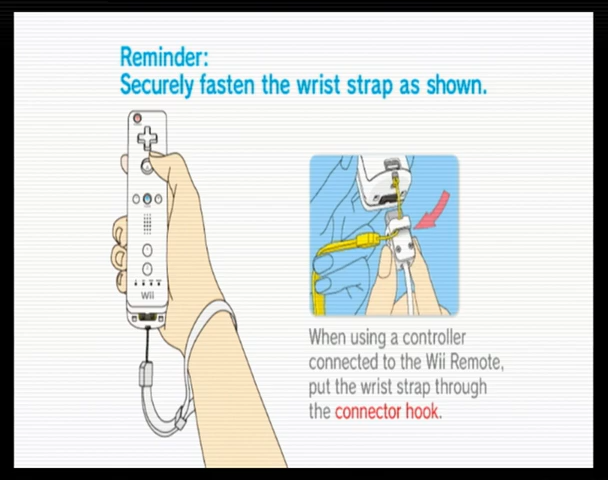 Reminder:
Securely fasten the wrist strap as shown.
Wii
When using a controller
connected to the Wii Remote,
put the wrist strap through
the connector hook.